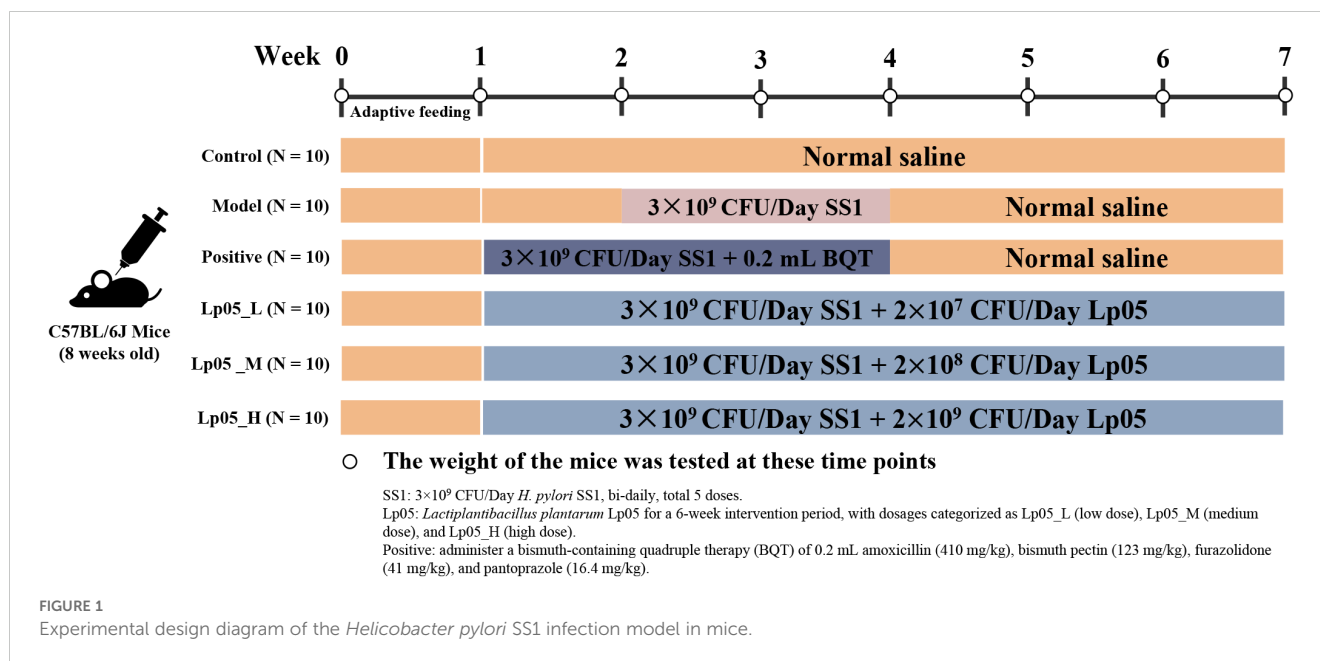 Week 0 1 2 3 4 5 6 7
Adaptive feeding
Control (N = 10) Normal saline
Model (N = 10) 3×10⁹ CFU/Day SS1 Normal saline
Positive (N = 10) 3×10⁹ CFU/Day SS1 + 0.2 mL BQT Normal saline
Lp05_L (N = 10) 3×10⁹ CFU/Day SS1 + 2×10⁷ CFU/Day Lp05
Lp05 _M (N = 10) 3×10⁹ CFU/Day SS1 + 2×10⁸ CFU/Day Lp05
Lp05_H (N = 10) 3×10⁹ CFU/Day SS1 + 2×10⁹ CFU/Day Lp05
C57BL/6J Mice
(8 weeks old)
The weight of the mice was tested at these time points
SS1: 3×10⁹ CFU/Day H. pylori SS1, bi-daily, total 5 doses.
Lp05: Lactiplantibacillus plantarum Lp05 for a 6-week intervention period, with dosages categorized as Lp05_L (low dose), Lp05_M (medium
dose), and Lp05_H (high dose).
Positive: administer a bismuth-containing quadruple therapy (BQT) of 0.2 mL amoxicillin (410 mg/kg), bismuth pectin (123 mg/kg), furazolidone
(41 mg/kg), and pantoprazole (16.4 mg/kg).
FIGURE 1
Experimental design diagram of the Helicobacter pylori SS1 infection model in mice.